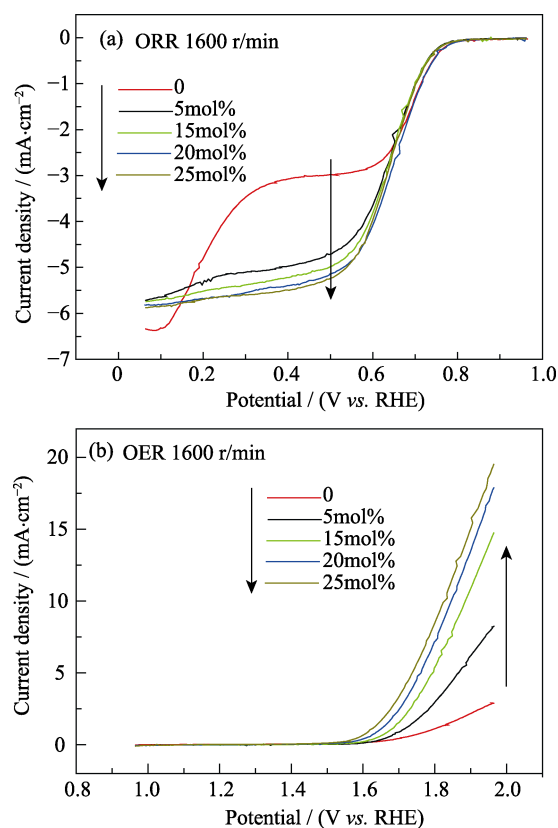 (a) ORR 1600 r/min
0
5mol%
15mol%
20mol%
25mol%
0
−1
−2
−3
−4
−5
−6
−7
Current density / (mA·cm−2)
0
0.2
0.4
0.6
0.8
1.0
Potential / (V vs. RHE)
(b) OER 1600 r/min
0
5mol%
15mol%
20mol%
25mol%
20
15
10
5
0
Current density / (mA·cm−2)
1.0
1.2
1.4
1.6
1.8
2.0
Potential / (V vs. RHE)